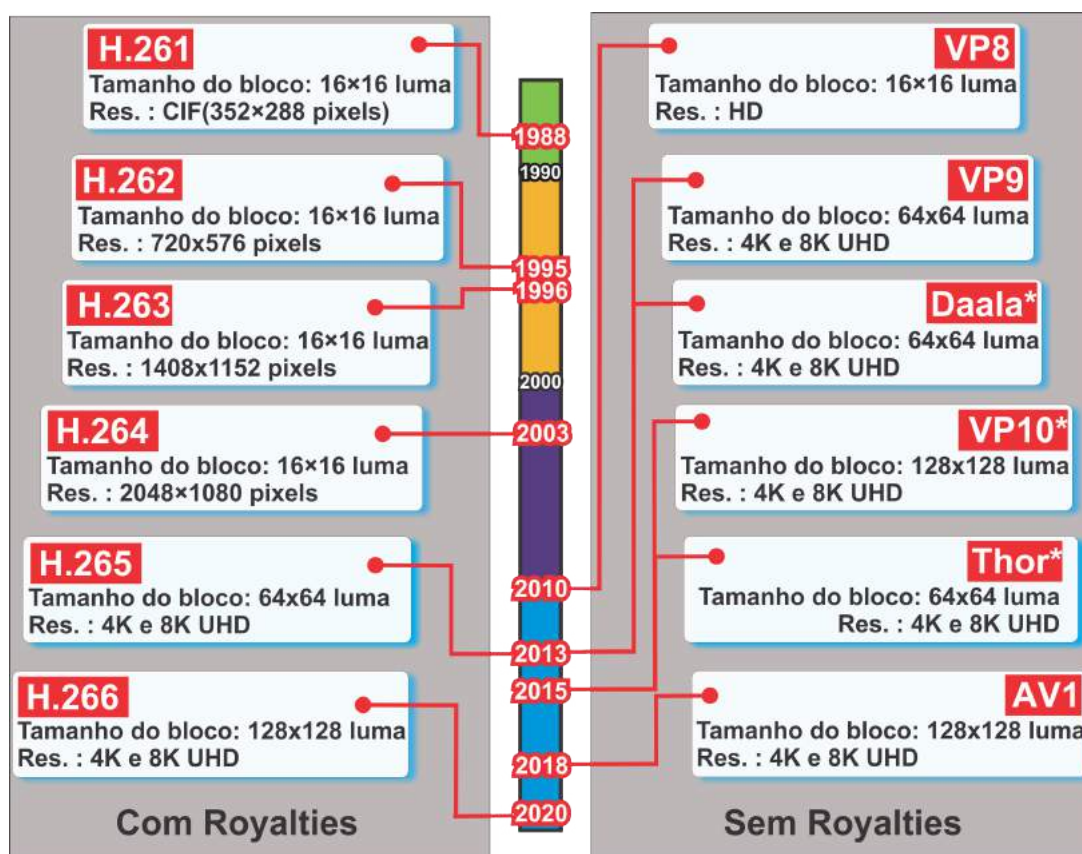 H.261
Tamanho do bloco: 16×16 luma
Res. : CIF(352×288 pixels)
H.262
Tamanho do bloco: 16×16 luma
Res. : 720x576 pixels
H.263
Tamanho do bloco: 16×16 luma
Res. : 1408x1152 pixels
H.264
Tamanho do bloco: 16×16 luma
Res. : 2048×1080 pixels
H.265
Tamanho do bloco: 64x64 luma
Res. : 4K e 8K UHD
H.266
Tamanho do bloco: 128x128 luma
Res. : 4K e 8K UHD
Com Royalties
1988
1990
1995
1996
2000
2003
2010
2013
2015
2018
2020
VP8
Tamanho do bloco: 16×16 luma
Res. : HD
VP9
Tamanho do bloco: 64x64 luma
Res. : 4K e 8K UHD
Daala*
Tamanho do bloco: 64x64 luma
Res. : 4K e 8K UHD
VP10*
Tamanho do bloco: 128x128 luma
Res. : 4K e 8K UHD
Thor*
Tamanho do bloco: 64x64 luma
Res. : 4K e 8K UHD
AV1
Tamanho do bloco: 128x128 luma
Res. : 4K e 8K UHD
Sem Royalties